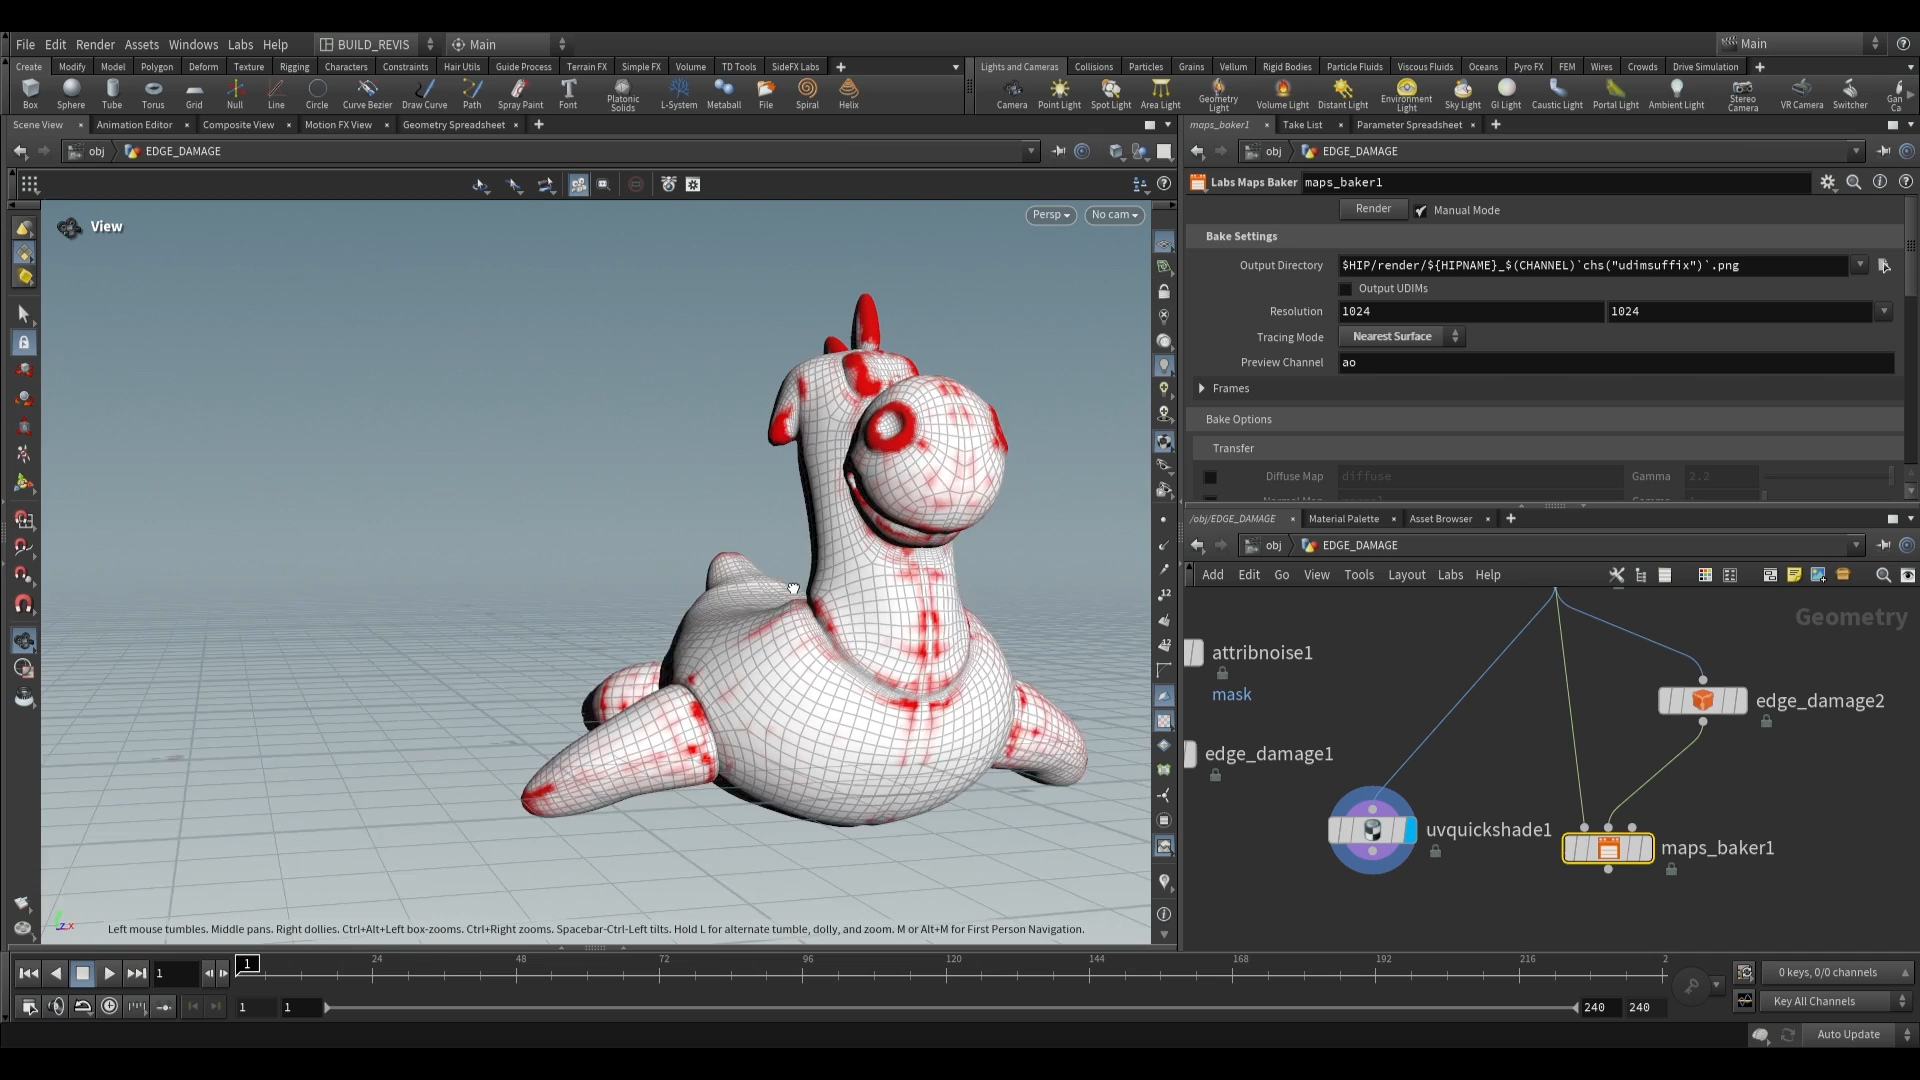 File Edit Render Assets Windows Labs Help BUILD_REVIS Main Main
Create Modify Model Polygon Deform Texture Rigging Characters Constraints Hair Utils Guide Process Terrain FX Simple FX Volume TD Tools SideFX Labs
Lights and Cameras Collisions Particles Grains Vellum Rigid Bodies Particle Fluids Viscous Fluids Oceans Pyro FX FEM Wires Crowds Drive Simulation
Box Sphere Tube Torus Grid Null Line Circle Curve Bezier Draw Curve Path Spray Paint Font Platonic Solids L-System Metaball File Spiral Helix
Camera Point Light Spot Light Area Light Geometry Light Volume Light Distant Light Environment Light Sky Light GI Light Caustic Light Portal Light Ambient Light Stereo Camera VR Camera Switcher Gan Ca
Scene View Animation Editor Composite View Motion FX View Geometry Spreadsheet
maps_baker1 Take List Parameter Spreadsheet
obj EDGE_DAMAGE
obj EDGE_DAMAGE
Labs Maps Baker maps_baker1
View
Persp No cam
Render Manual Mode
Bake Settings
Output Directory $HIP/render/${HIPNAME}_$(CHANNEL)`chs("udimsuffix")`.png
Output UDIMs
Resolution 1024 1024
Tracing Mode Nearest Surface
Preview Channel ao
Frames
Bake Options
Transfer
Diffuse Map diffuse Gamma 2.2
/obj/EDGE_DAMAGE Material Palette Asset Browser
obj EDGE_DAMAGE
Add Edit Go View Tools Layout Labs Help
Geometry
attribnoise1
mask
edge_damage2
edge_damage1
uvquickshade1
maps_baker1
12
42
z x
Left mouse tumbles. Middle pans. Right dollies. Ctrl+Alt+Left box-zooms. Ctrl+Right zooms. Spacebar-Ctrl-Left tilts. Hold L for alternate tumble, dolly, and zoom. M or Alt+M for First Person Navigation.
1 1 24 48 72 96 120 144 168 192 216 2
0 keys, 0/0 channels
1 1 240 240
Key All Channels
Auto Update